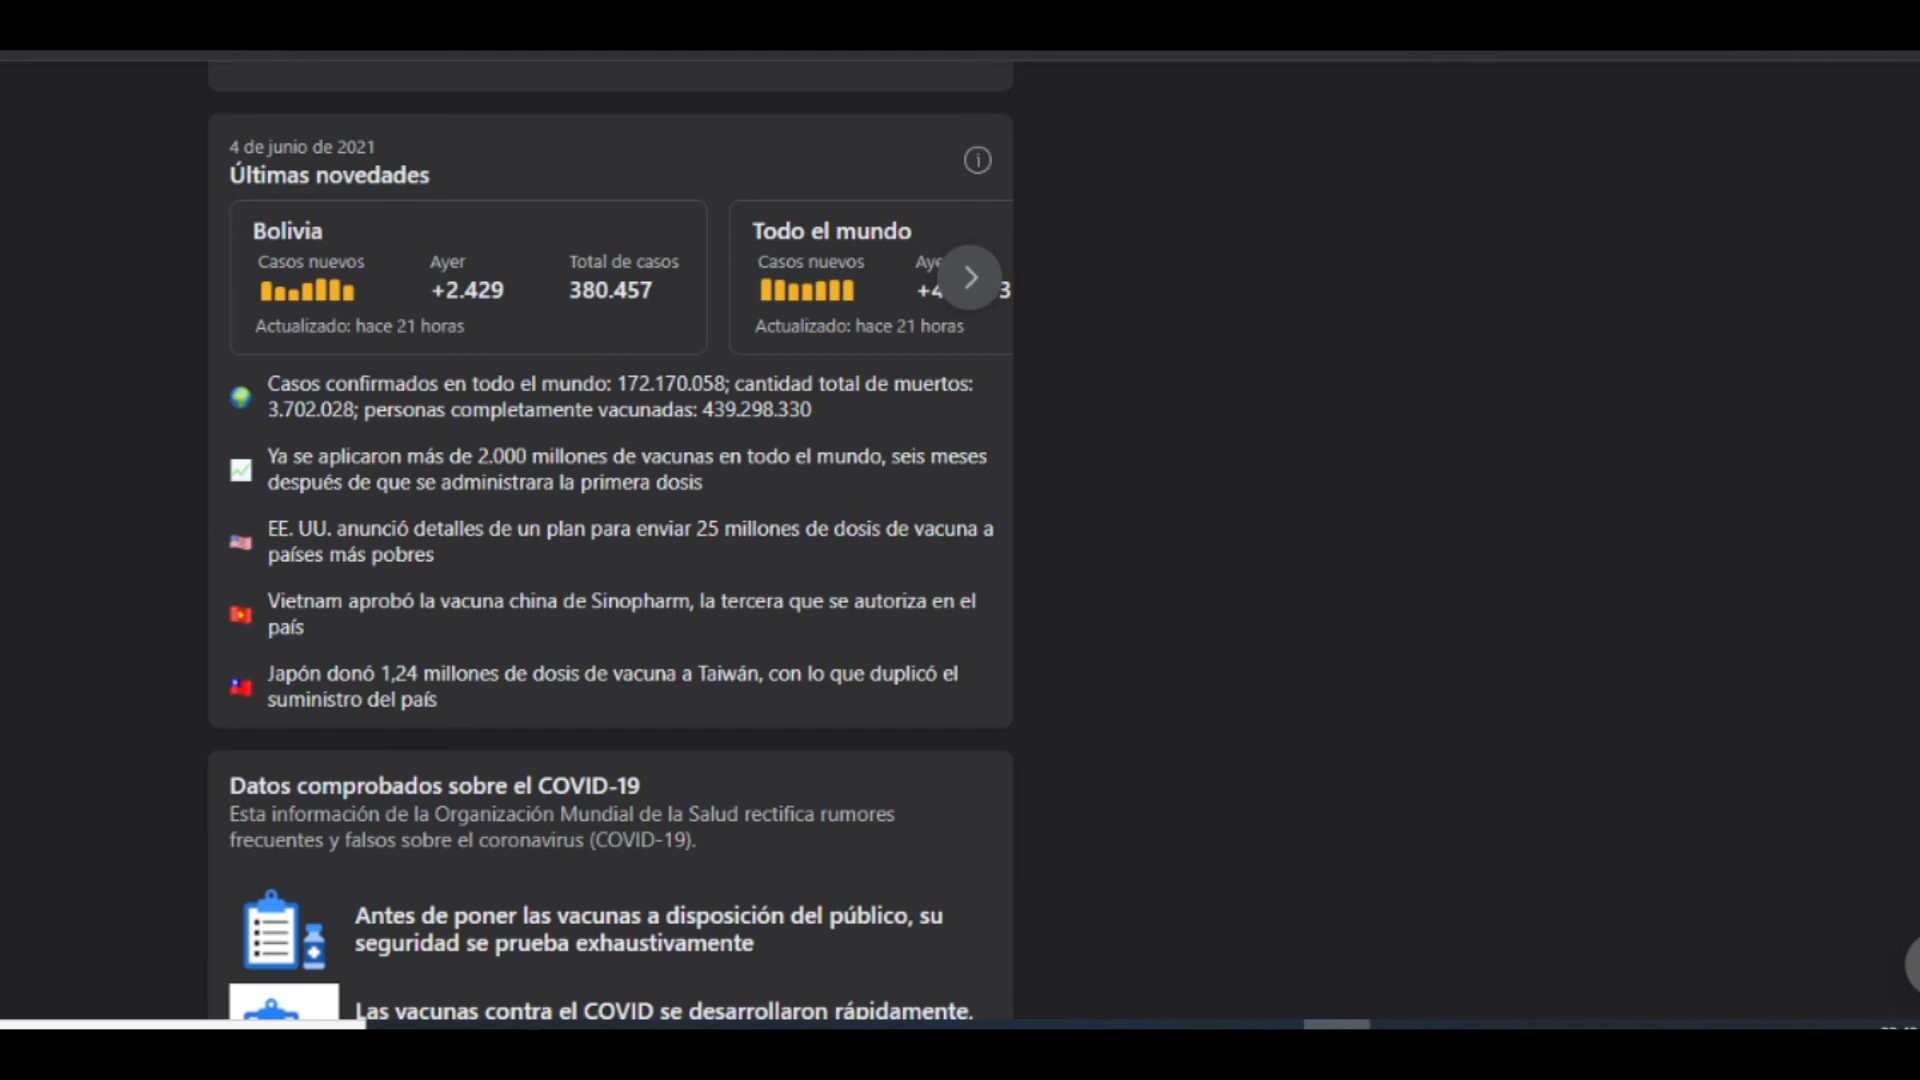 4 de junio de 2021
Últimas novedades
Bolivia
Casos nuevos Ayer Total de casos
+2.429 380.457
Actualizado: hace 21 horas
Todo el mundo
Casos nuevos
Actualizado: hace 21 horas
Casos confirmados en todo el mundo: 172.170.058; cantidad total de muertos:
3.702.028; personas completamente vacunadas: 439.298.330
Ya se aplicaron más de 2.000 millones de vacunas en todo el mundo, seis meses
después de que se administrara la primera dosis
EE. UU. anunció detalles de un plan para enviar 25 millones de dosis de vacuna a
países más pobres
Vietnam aprobó la vacuna china de Sinopharm, la tercera que se autoriza en el
país
Japón donó 1,24 millones de dosis de vacuna a Taiwán, con lo que duplicó el
suministro del país
Datos comprobados sobre el COVID-19
Esta información de la Organización Mundial de la Salud rectifica rumores
frecuentes y falsos sobre el coronavirus (COVID-19).
Antes de poner las vacunas a disposición del público, su
seguridad se prueba exhaustivamente
Las vacunas contra el COVID se desarrollaron rápidamente,